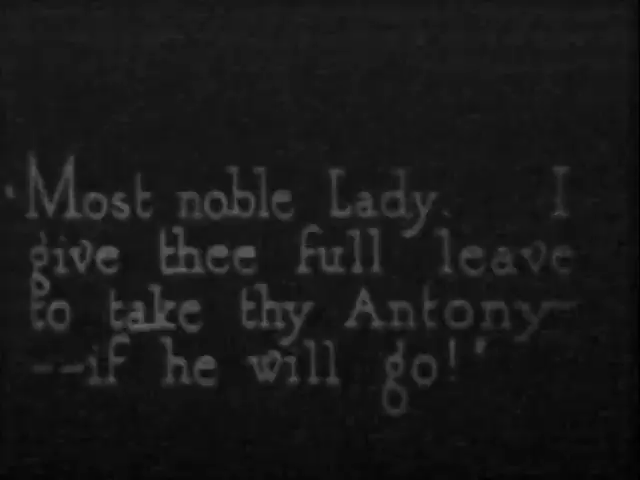 'Most noble Lady. I
give thee full leave
to take thy Antony-
--if he will go!'